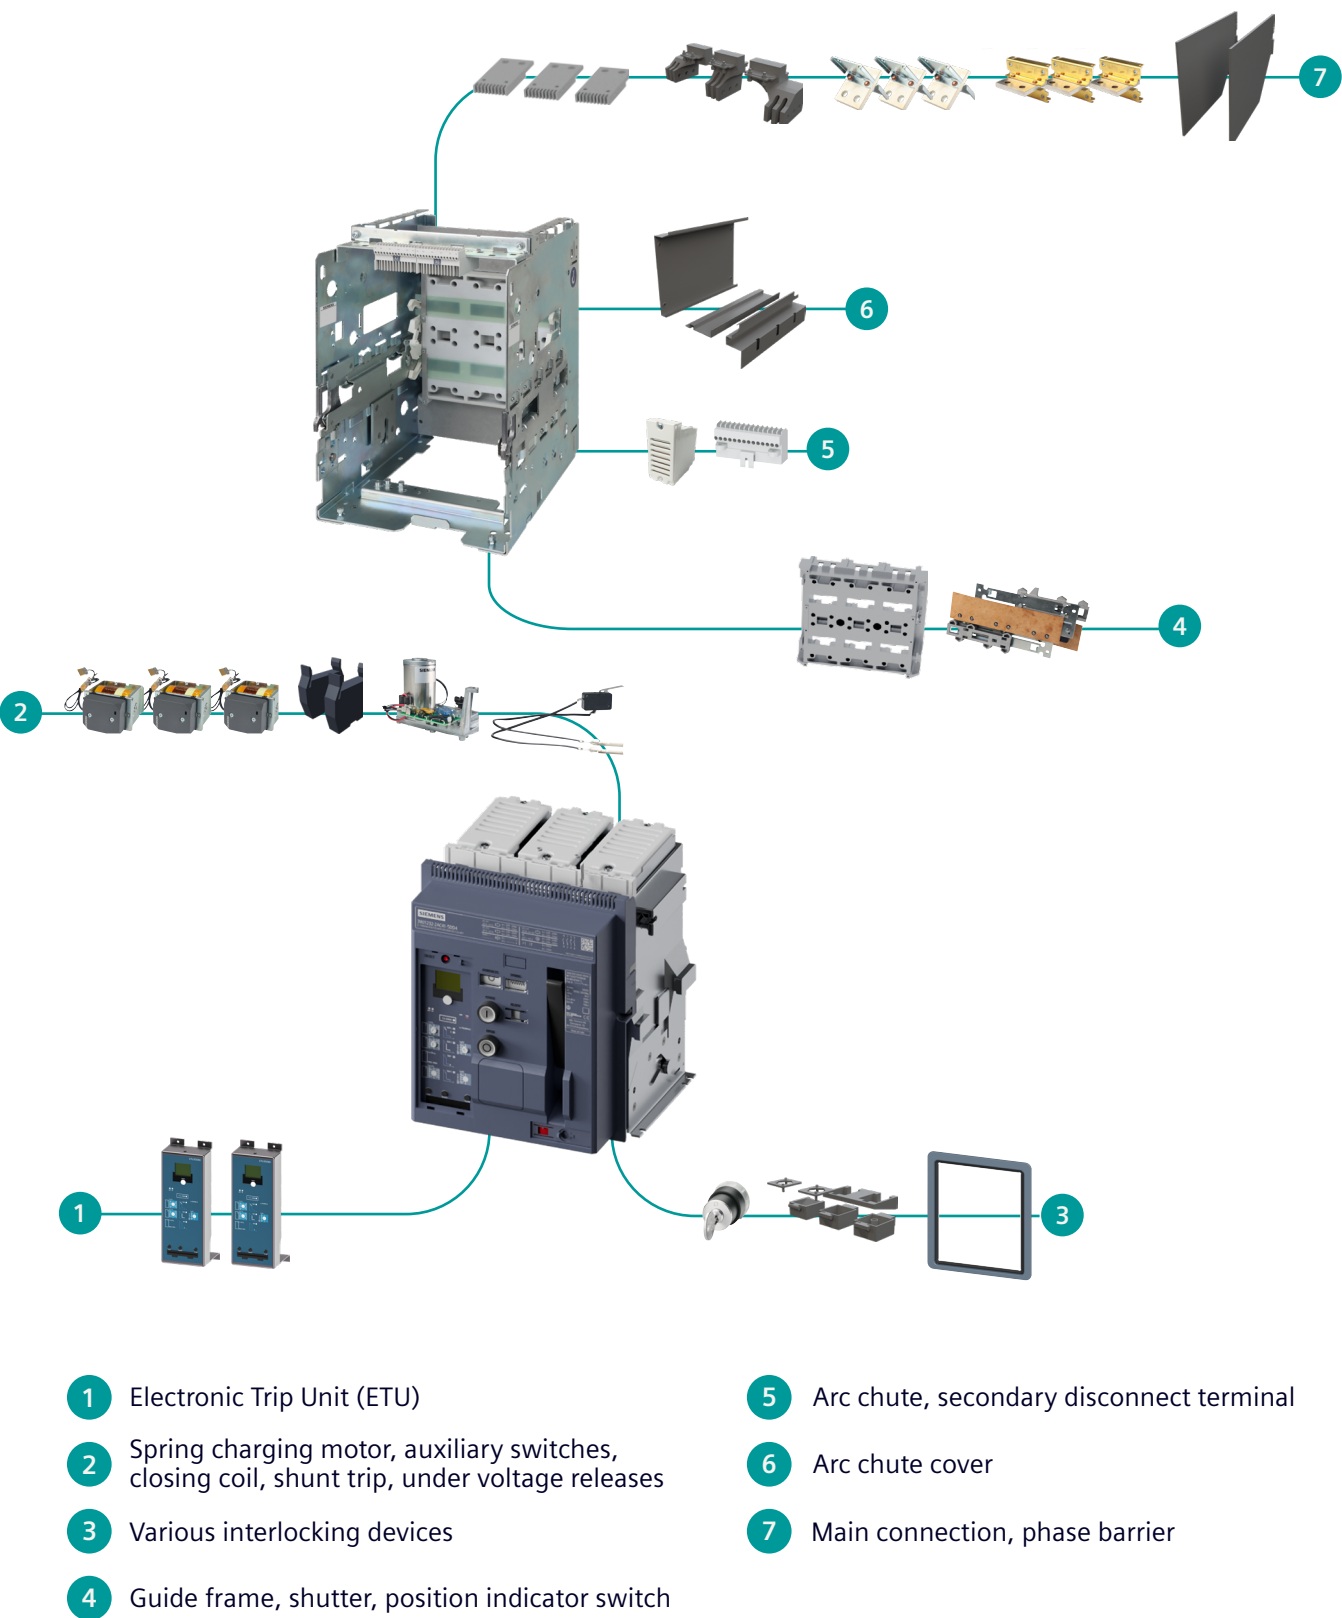 7
6
5
4
2
SIEMENS
1
3
1 Electronic Trip Unit (ETU)
2 Spring charging motor, auxiliary switches,
closing coil, shunt trip, under voltage releases
3 Various interlocking devices
4 Guide frame, shutter, position indicator switch
5 Arc chute, secondary disconnect terminal
6 Arc chute cover
7 Main connection, phase barrier